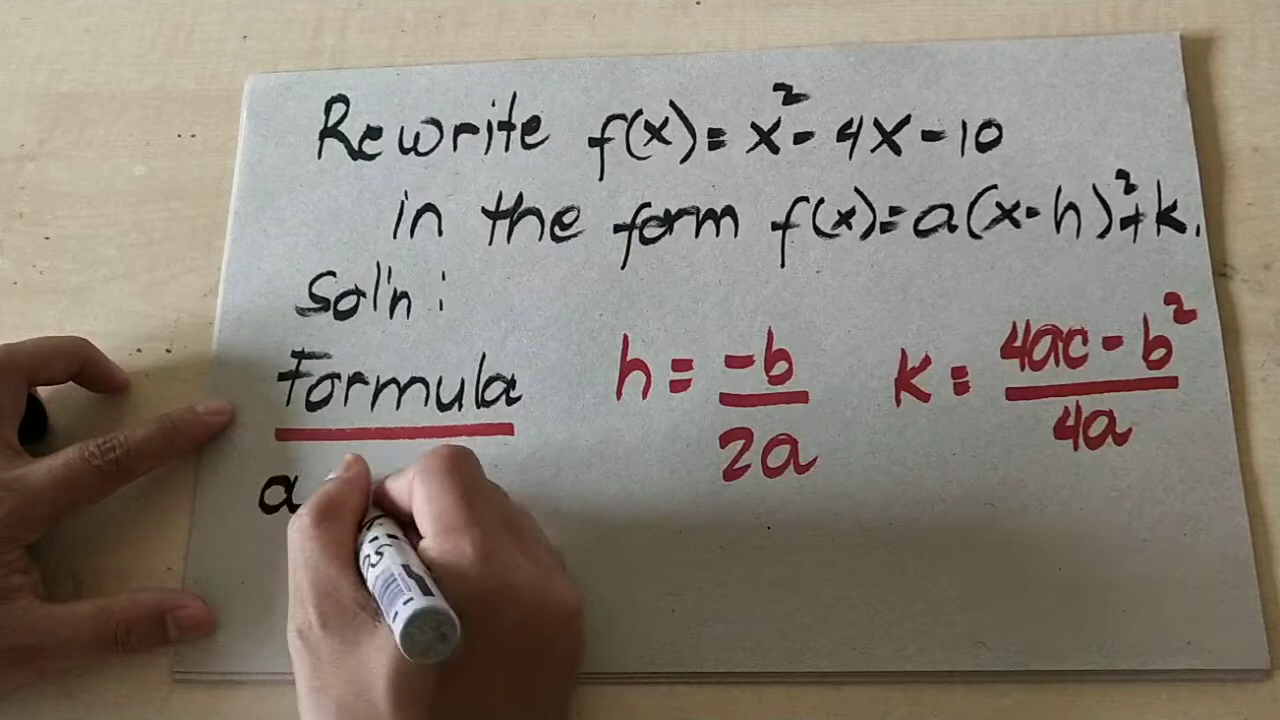 Rewrite f(x) = x² - 4x - 10
in the form f(x) = a(x-h)² + k.
Sol'n :
Formula
h = -b/2a
k = 4ac - b²/4a
a